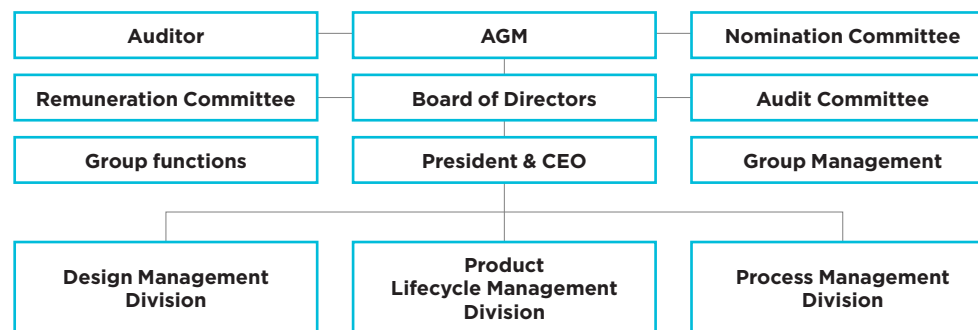 Auditor
AGM
Nomination Committee
Remuneration Committee
Board of Directors
Audit Committee
Group functions
President & CEO
Group Management
Design Management
Division
Product
Lifecycle Management
Division
Process Management
Division